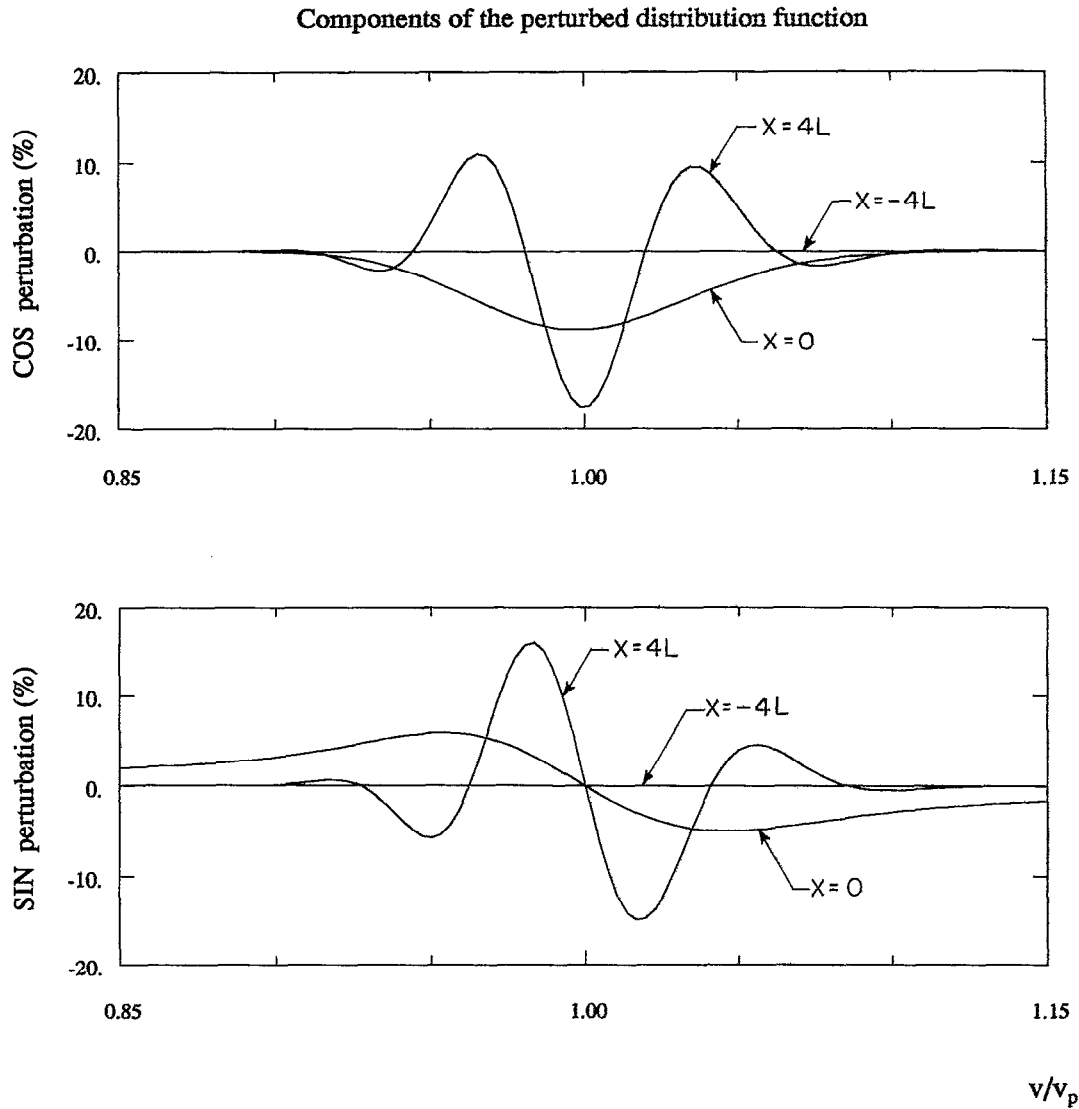 Components of the perturbed distribution function
COS perturbation (%)
20.
10.
0.
-10.
-20.
X=4L
X=-4L
X=0
0.85
1.00
1.15
SIN perturbation (%)
20.
10.
0.
-10.
-20.
X=4L
X=-4L
X=0
0.85
1.00
1.15
v/vₚ